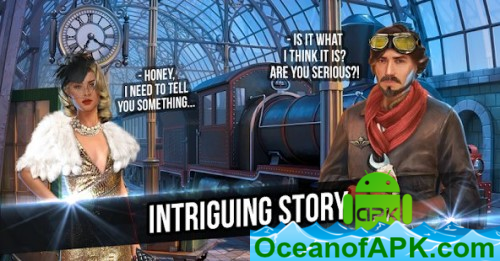 - HONEY,
I NEED TO TELL
YOU SOMETHING...
- IS IT WHAT
I THINK IT IS?
ARE YOU SERIOUS?!
INTRIGUING STORY
apk
OceanofAPK.com